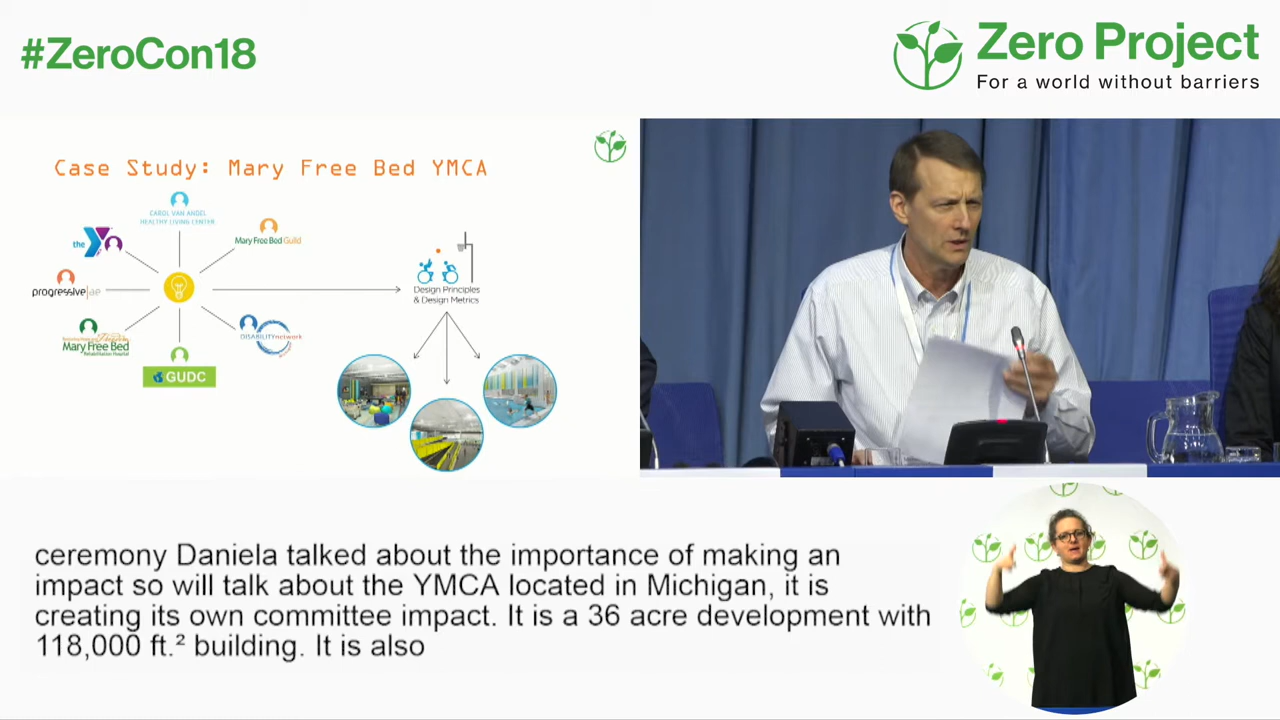 #ZeroCon18
Zero Project
For a world without barriers
Case Study: Mary Free Bed YMCA
CAROL VAN ANDEL
HEALTHY LIVING CENTER
the Y
Mary Free Bed Guild
progressive|ae
Mary Free Bed
Rehabilitation Hospital
DISABILITY network
GUDC
Design Principles
& Design Metrics
ceremony Daniela talked about the importance of making an
impact so will talk about the YMCA located in Michigan, it is
creating its own committee impact. It is a 36 acre development with
118,000 ft.² building. It is also